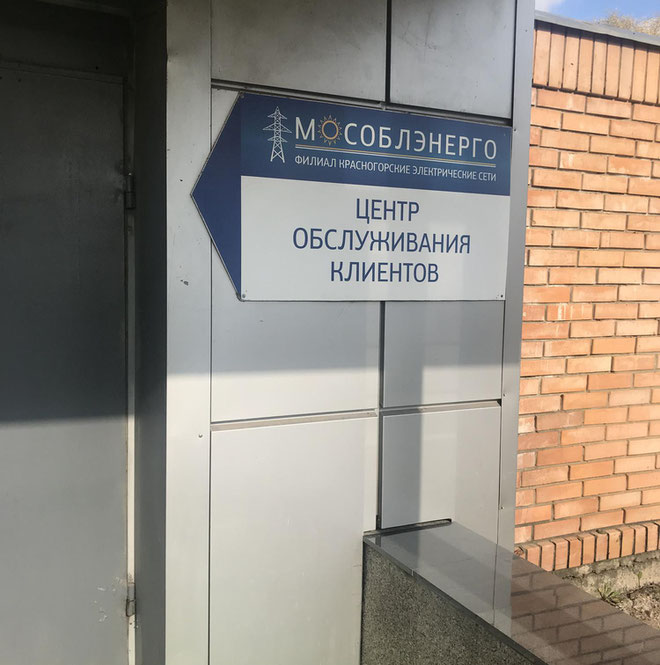 МОСОБЛЭНЕРГО
ФИЛИАЛ КРАСНОГОРСКИЕ ЭЛЕКТРИЧЕСКИЕ СЕТИ
ЦЕНТР
ОБСЛУЖИВАНИЯ
КЛИЕНТОВ